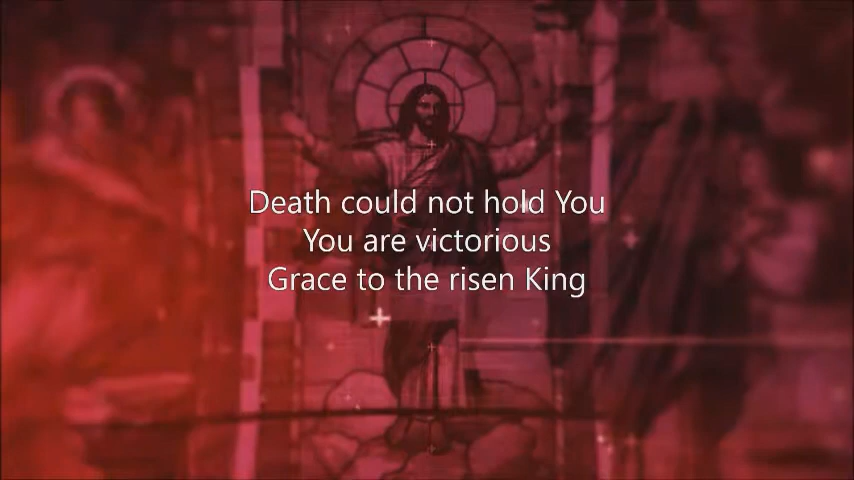 Death could not hold You
You are victorious
Grace to the risen King